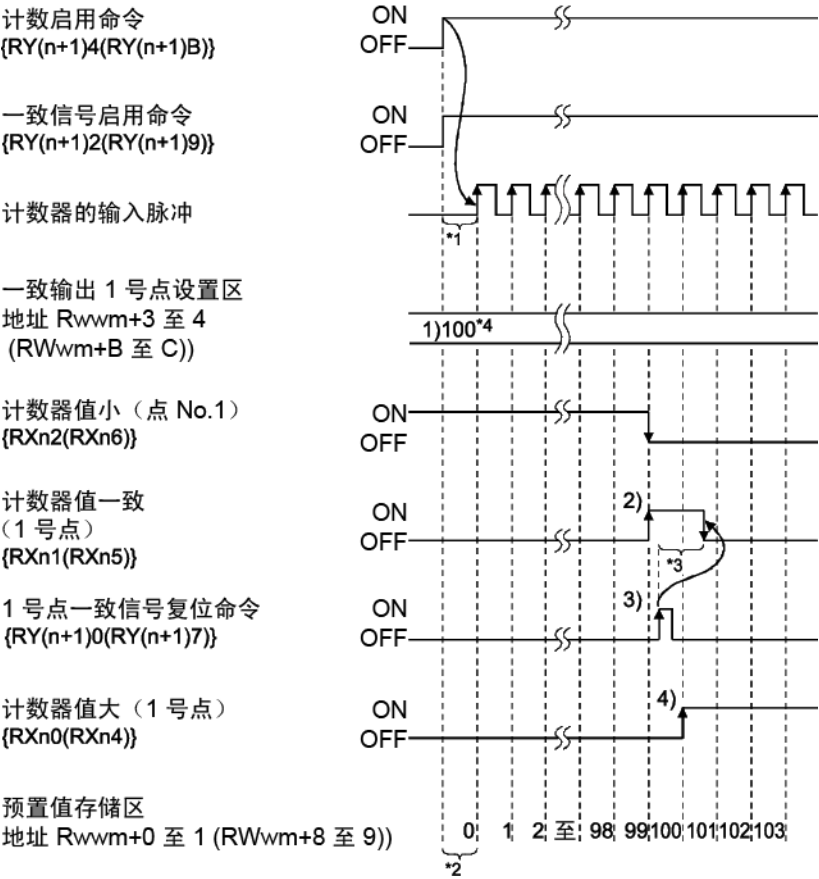 计数启用命令 ON
{RY(n+1)4(RY(n+1)B)} OFF
一致信号启用命令 ON
{RY(n+1)2(RY(n+1)9)} OFF
计数器的输入脉冲
*1
一致输出 1 号点设置区
地址 Rwwm+3 至 4 1)100*4
(RWwm+B 至 C))
计数器值小（点 No.1） ON
{RXn2(RXn6)} OFF
计数器值一致 2)
（1 号点） ON
{RXn1(RXn5)} OFF
*3
1 号点一致信号复位命令 ON 3)
{RY(n+1)0(RY(n+1)7)} OFF
计数器值大（1 号点） ON 4)
{RXn0(RXn4)} OFF
预置值存储区
地址 Rwwm+0 至 1 (RWwm+8 至 9)) 0 1 2 至 98 99 100 101 102 103
*2